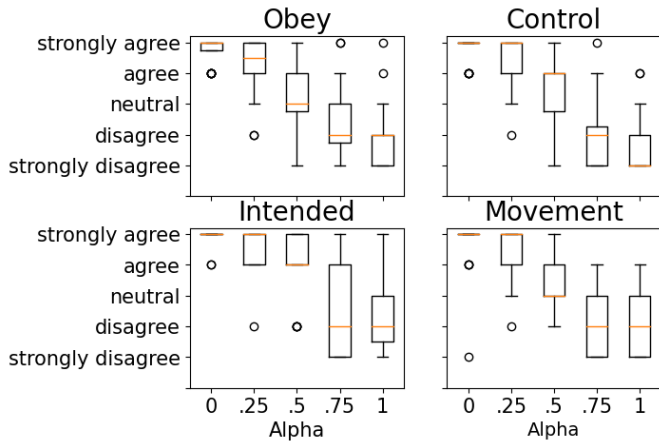 Obey
Control
strongly agree
agree
neutral
disagree
strongly disagree
Intended
Movement
strongly agree
agree
neutral
disagree
strongly disagree
0 .25 .5 .75 1
0 .25 .5 .75 1
Alpha
Alpha